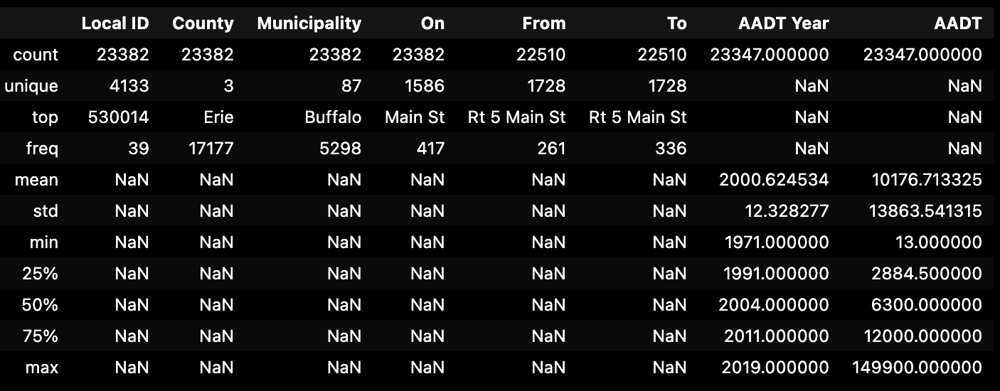 Local ID County Municipality On From To AADT Year AADT
count 23382 23382 23382 23382 22510 22510 23347.000000 23347.000000
unique 4133 3 87 1586 1728 1728 NaN NaN
top 530014 Erie Buffalo Main St Rt 5 Main St Rt 5 Main St NaN NaN
freq 39 17177 5298 417 261 336 NaN NaN
mean NaN NaN NaN NaN NaN NaN 2000.624534 10176.713325
std NaN NaN NaN NaN NaN NaN 12.328277 13863.541315
min NaN NaN NaN NaN NaN NaN 1971.000000 13.000000
25% NaN NaN NaN NaN NaN NaN 1991.000000 2884.500000
50% NaN NaN NaN NaN NaN NaN 2004.000000 6300.000000
75% NaN NaN NaN NaN NaN NaN 2011.000000 12000.000000
max NaN NaN NaN NaN NaN NaN 2019.000000 149900.000000